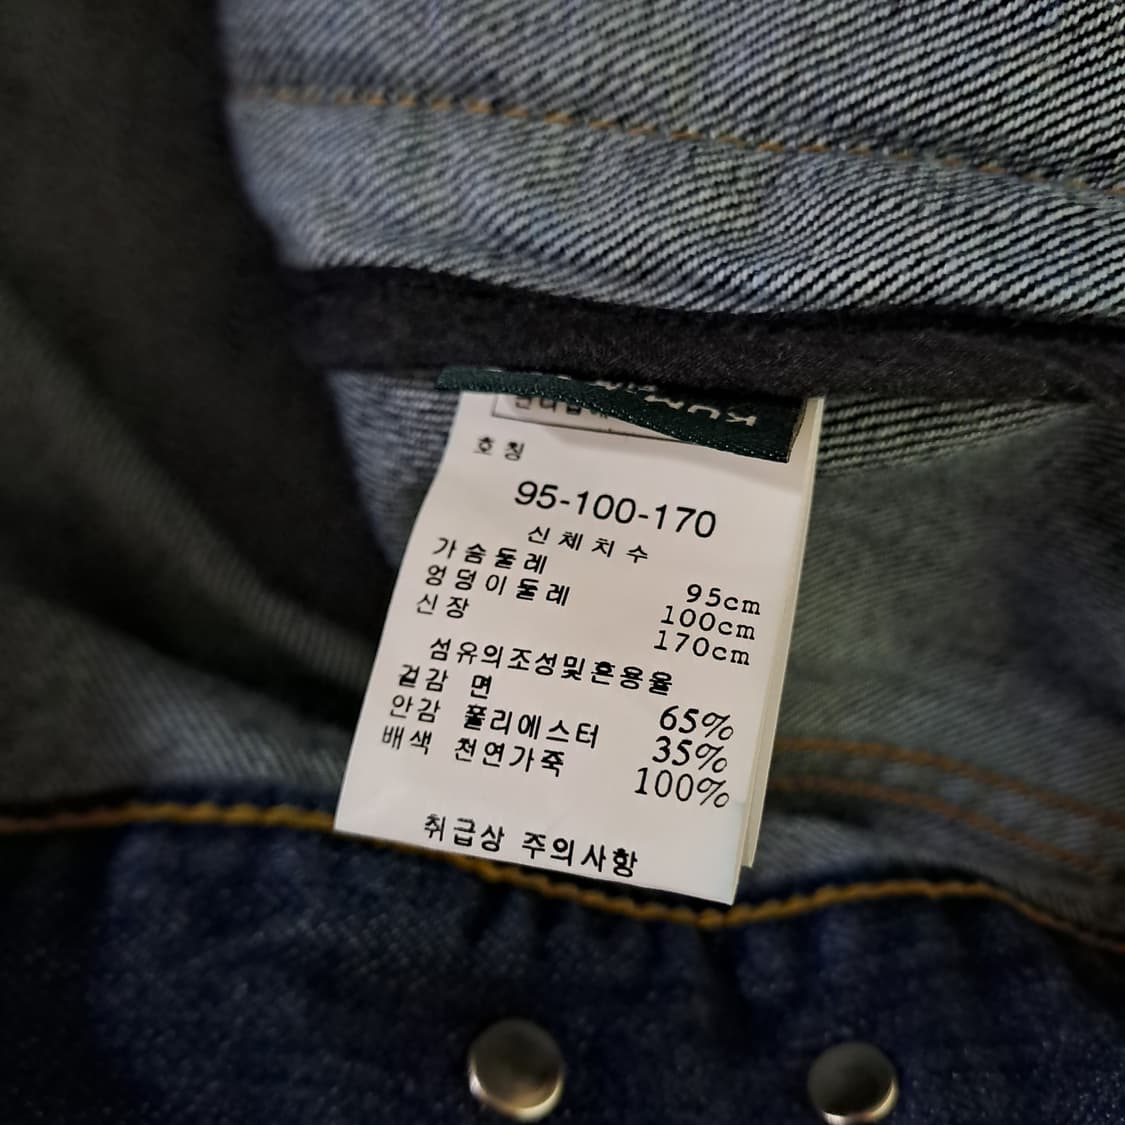 KUM
호칭
95-100-170
신체치수
가슴둘레 95cm
엉덩이둘레 100cm
신장 170cm
섬유의조성및혼용율
겉감 면 65%
안감 폴리에스터 35%
배색 천연가죽 100%
취급상 주의사항